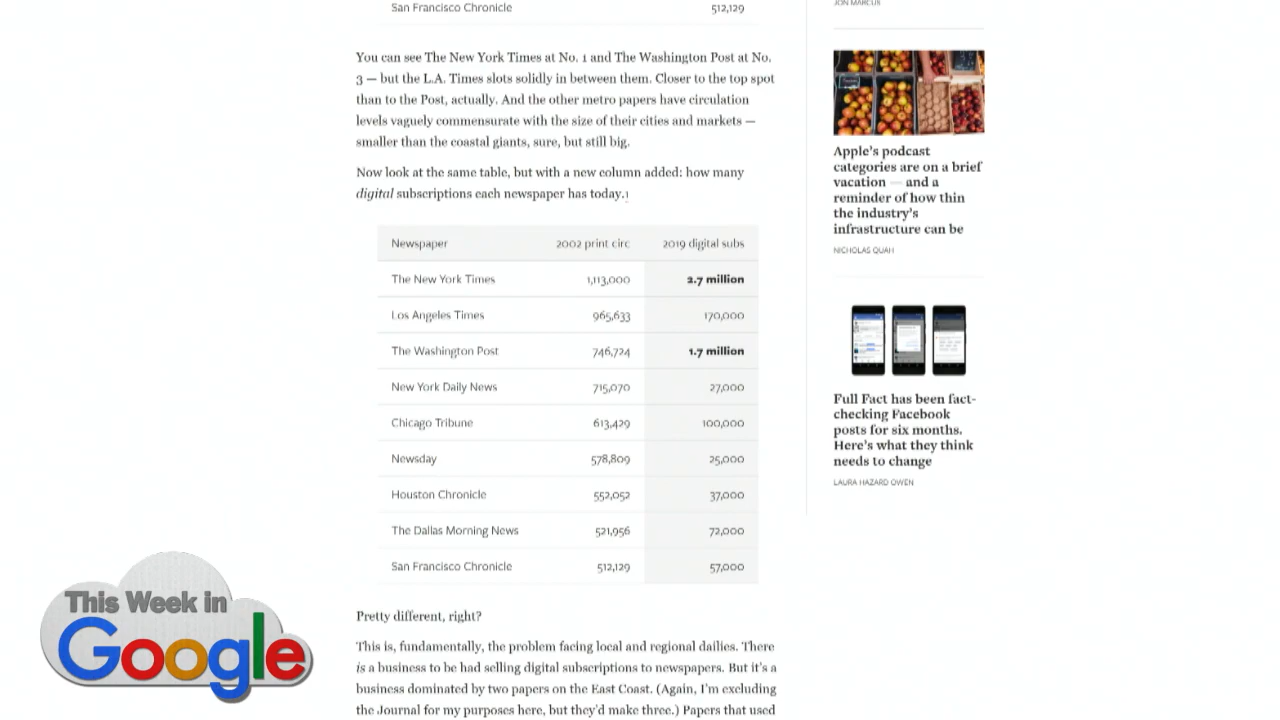 San Francisco Chronicle 512,129
You can see The New York Times at No. 1 and The Washington Post at No.
3 — but the L.A. Times slots solidly in between them. Closer to the top spot
than to the Post, actually. And the other metro papers have circulation
levels vaguely commensurate with the size of their cities and markets —
smaller than the coastal giants, sure, but still big.
Now look at the same table, but with a new column added: how many
digital subscriptions each newspaper has today.1
Newspaper 2002 print circ 2019 digital subs
The New York Times 1,113,000 2.7 million
Los Angeles Times 965,633 170,000
The Washington Post 746,724 1.7 million
New York Daily News 715,070 27,000
Chicago Tribune 613,429 100,000
Newsday 578,809 25,000
Houston Chronicle 552,052 37,000
The Dallas Morning News 521,956 72,000
San Francisco Chronicle 512,129 57,000
Pretty different, right?
This is, fundamentally, the problem facing local and regional dailies. There
is a business to be had selling digital subscriptions to newspapers. But it's a
business dominated by two papers on the East Coast. (Again, I'm excluding
the Journal for my purposes here, but they'd make three.) Papers that used
JON MARCUS
Apple's podcast
categories are on a brief
vacation — and a
reminder of how thin
the industry's
infrastructure can be
NICHOLAS QUAH
Full Fact has been fact-
checking Facebook
posts for six months.
Here's what they think
needs to change
LAURA HAZARD OWEN
This Week in
Google